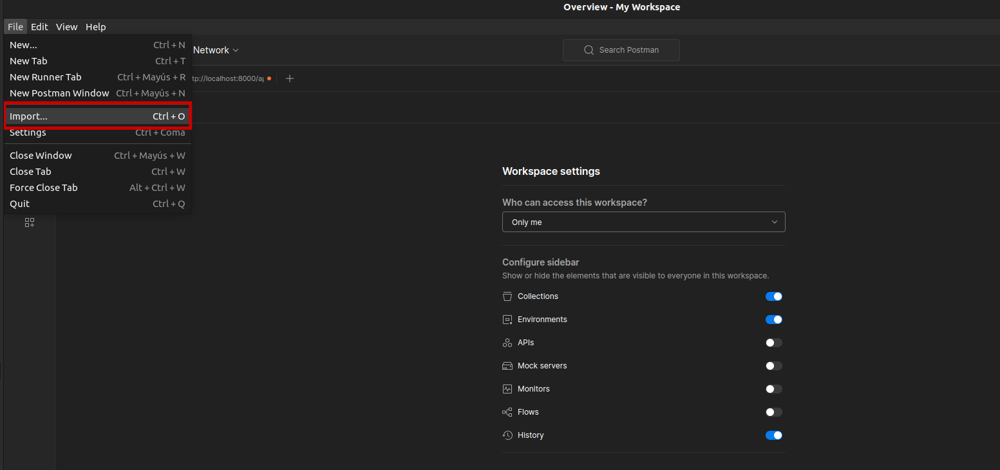 Overview - My Workspace
File Edit View Help
New... Ctrl + N
New Tab Ctrl + T
New Runner Tab Ctrl + Mayús + R
New Postman Window Ctrl + Mayús + N
Import... Ctrl + O
Settings Ctrl + Coma
Close Window Ctrl + Mayús + W
Close Tab Ctrl + W
Force Close Tab Alt + Ctrl + W
Quit Ctrl + Q
Network
Search Postman
tp://localhost:8000/a
Workspace settings
Who can access this workspace?
Only me
Configure sidebar
Show or hide the elements that are visible to everyone in this workspace.
Collections
Environments
APIs
Mock servers
Monitors
Flows
History